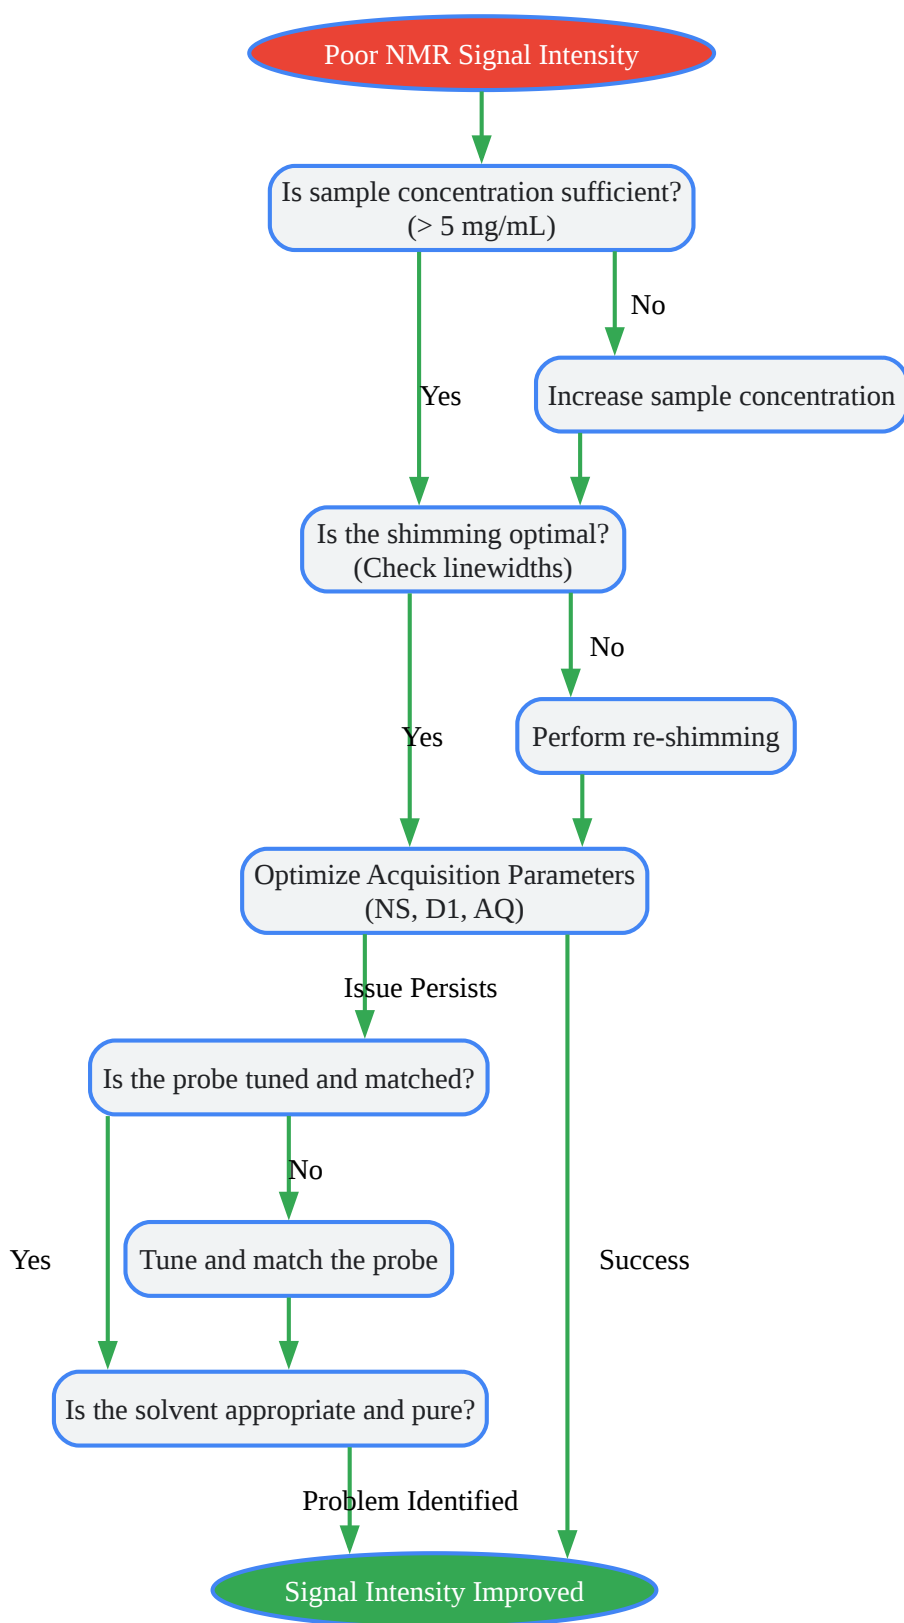 Poor NMR Signal Intensity
Is sample concentration sufficient?
(> 5 mg/mL)
No
Yes
Increase sample concentration
Is the shimming optimal?
(Check linewidths)
No
Yes
Perform re-shimming
Optimize Acquisition Parameters
(NS, D1, AQ)
Issue Persists
Is the probe tuned and matched?
No
Yes
Tune and match the probe
Success
Is the solvent appropriate and pure?
Problem Identified
Signal Intensity Improved